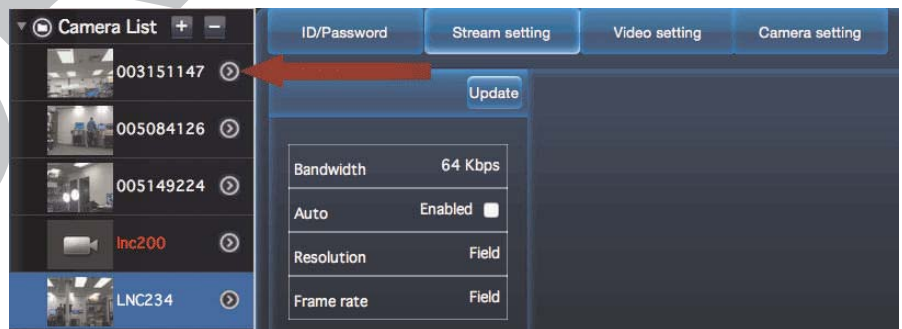 Camera List + −
003151147
005084126
005149224
lnc200
LNC234
ID/Password Stream setting Video setting Camera setting
Update
Bandwidth 64 Kbps
Auto Enabled
Resolution Field
Frame rate Field